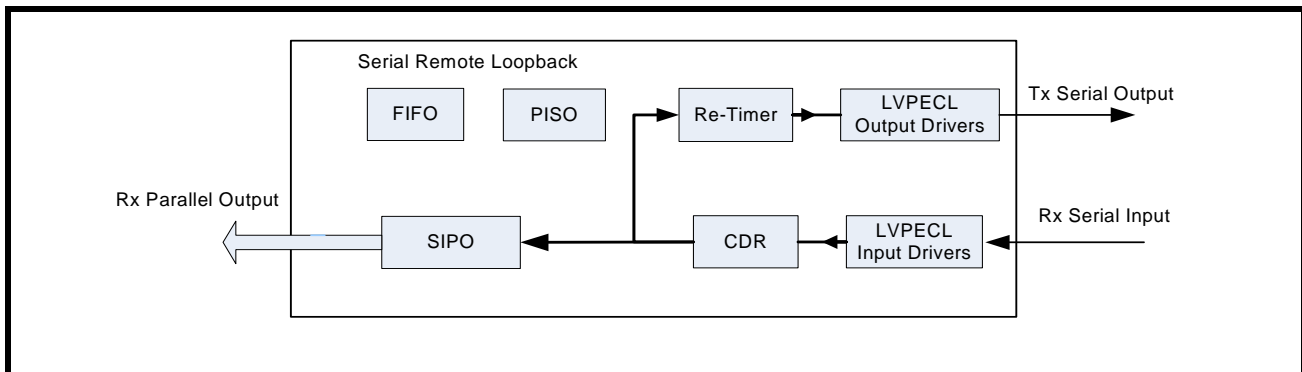 Serial Remote Loopback
FIFO
PISO
Re-Timer
LVPECL
Output Drivers
Tx Serial Output
Rx Parallel Output
SIPO
CDR
LVPECL
Input Drivers
Rx Serial Input